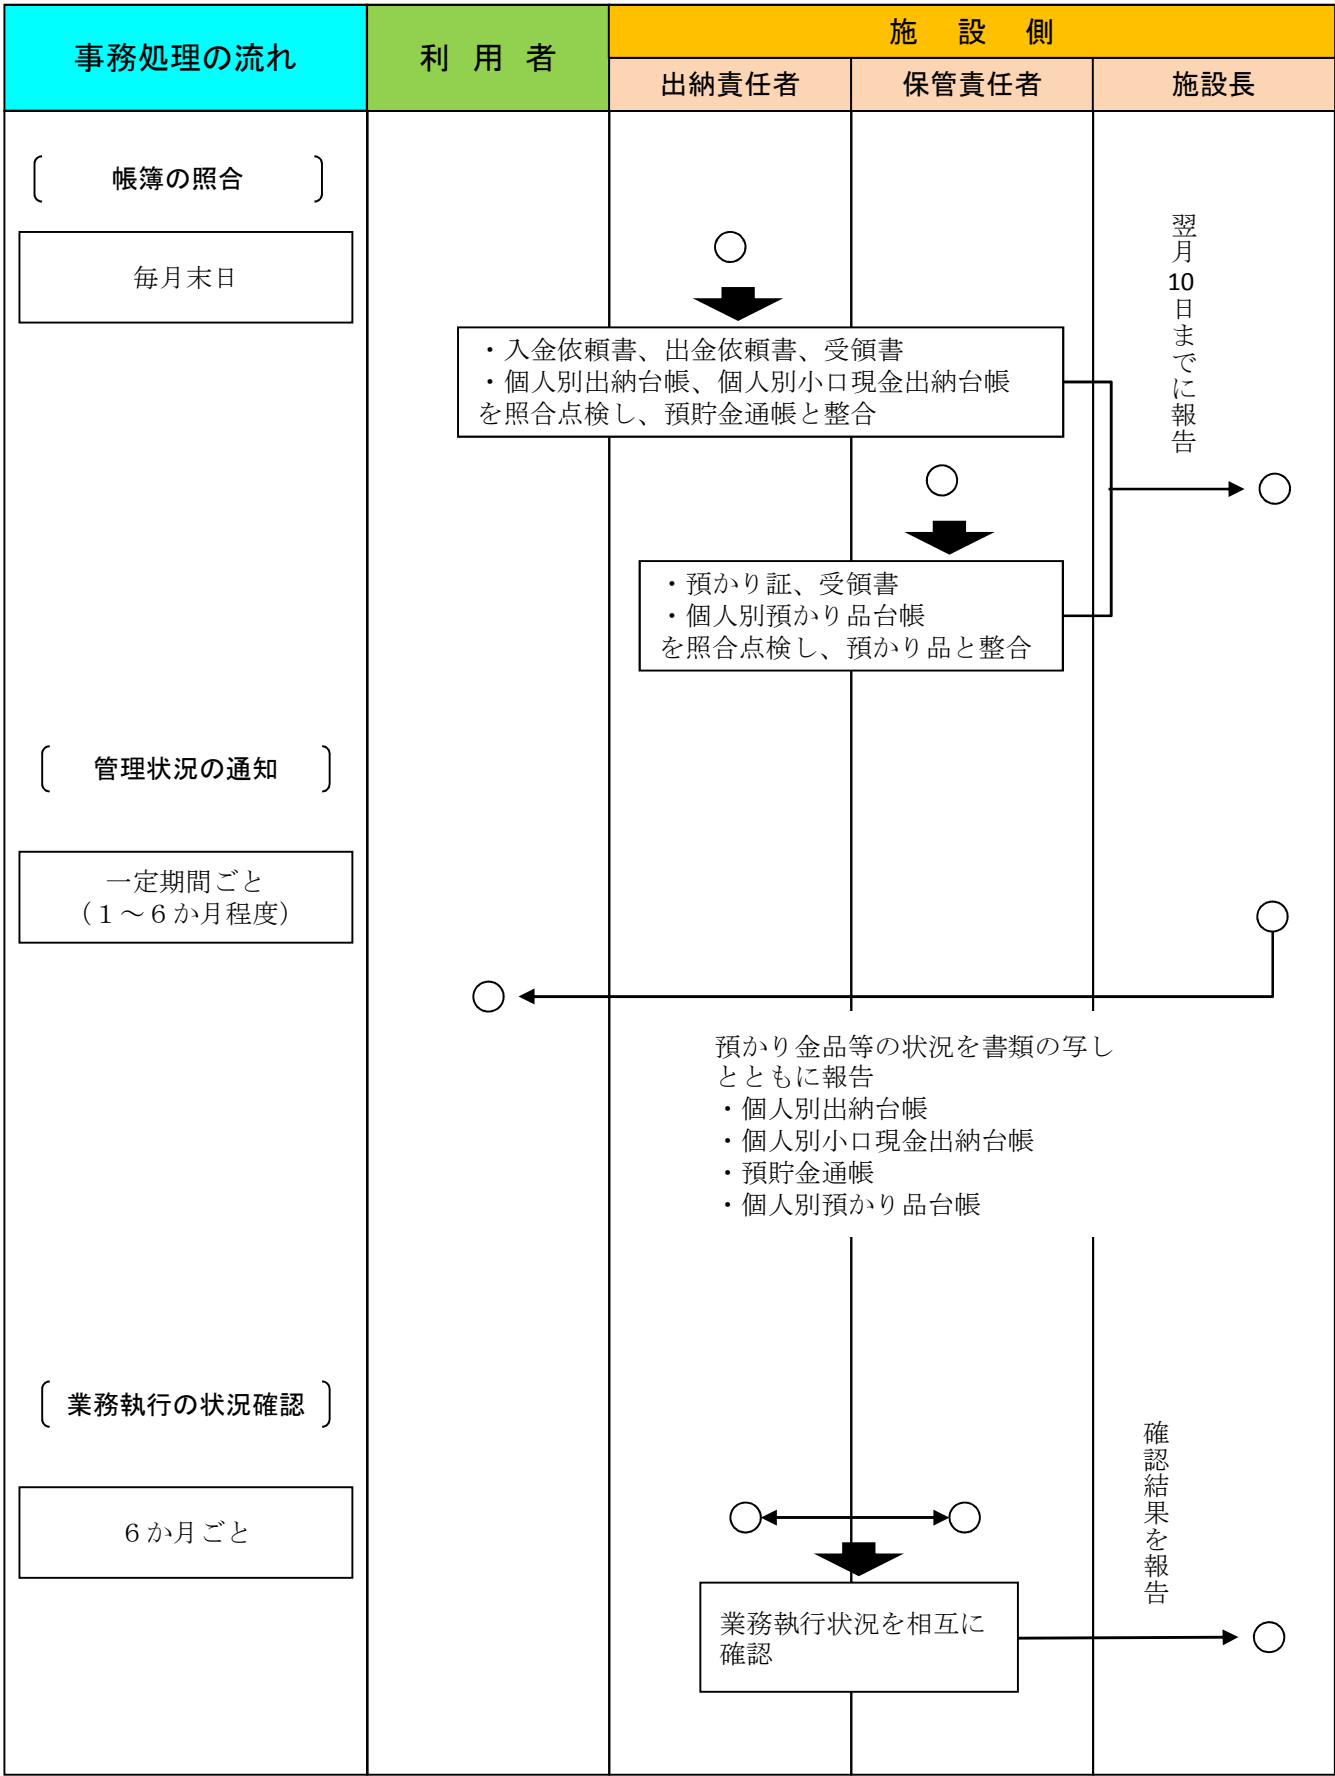 事務処理の流れ
利 用 者
施 設 側
出納責任者
保管責任者
施設長
帳簿の照合
毎月末日
翌月10日までに報告
・入金依頼書、出金依頼書、受領書
・個人別出納台帳、個人別小口現金出納台帳
を照合点検し、預貯金通帳と整合
・預かり証、受領書
・個人別預かり品台帳
を照合点検し、預かり品と整合
管理状況の通知
一定期間ごと
（１～６か月程度）
預かり金品等の状況を書類の写し
とともに報告
・個人別出納台帳
・個人別小口現金出納台帳
・預貯金通帳
・個人別預かり品台帳
業務執行の状況確認
６か月ごと
確認結果を報告
業務執行状況を相互に
確認